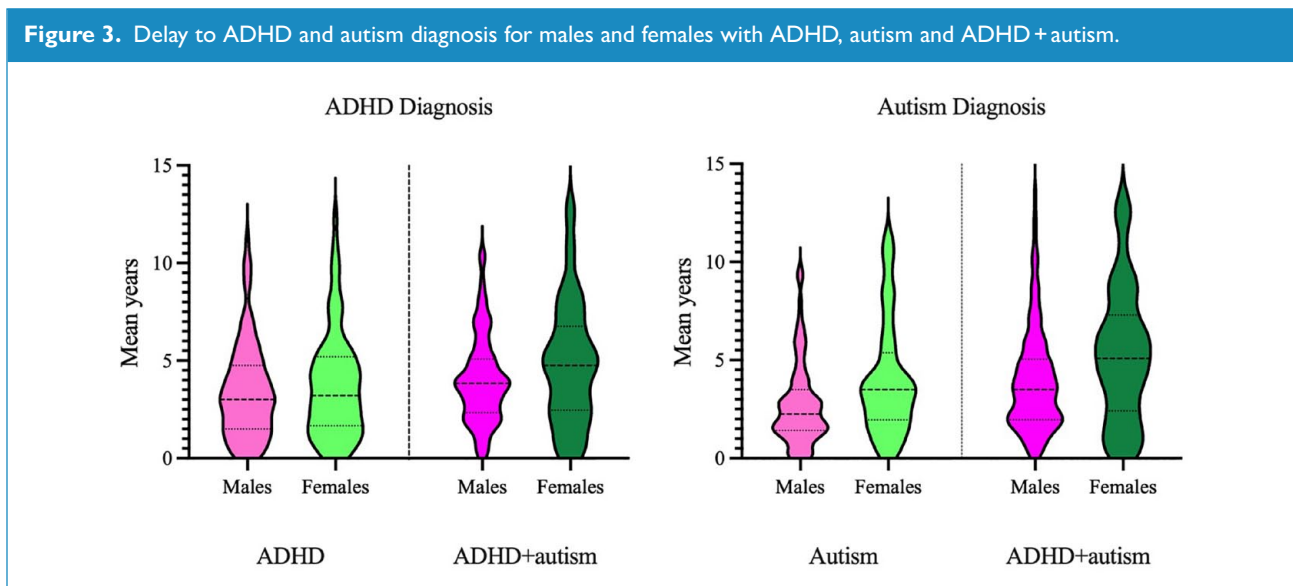 Figure 3. Delay to ADHD and autism diagnosis for males and females with ADHD, autism and ADHD+autism.
ADHD Diagnosis
Mean years
15
10
5
0
Males Females Males Females
ADHD ADHD+autism
Autism Diagnosis
Mean years
15
10
5
0
Males Females Males Females
Autism ADHD+autism